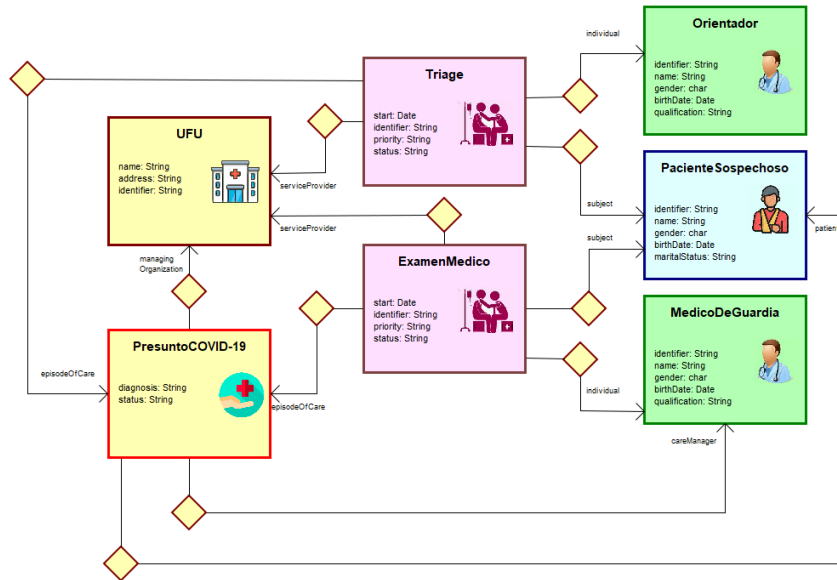 Orientador
identifier: String
name: String
gender: char
birthDate: Date
qualification: String
individual
Triage
start: Date
identifier: String
priority: String
status: String
UFU
name: String
address: String
identifier: String
serviceProvider
serviceProvider
PacienteSospechoso
identifier: String
name: String
gender: char
birthDate: Date
maritalStatus: String
subject
subject
patient
managing
Organization
ExamenMedico
start: Date
identifier: String
priority: String
status: String
MedicoDeGuardia
identifier: String
name: String
gender: char
birthDate: Date
qualification: String
individual
PresuntoCOVID-19
diagnosis: String
status: String
episodeOfCare
episodeOfCare
careManager